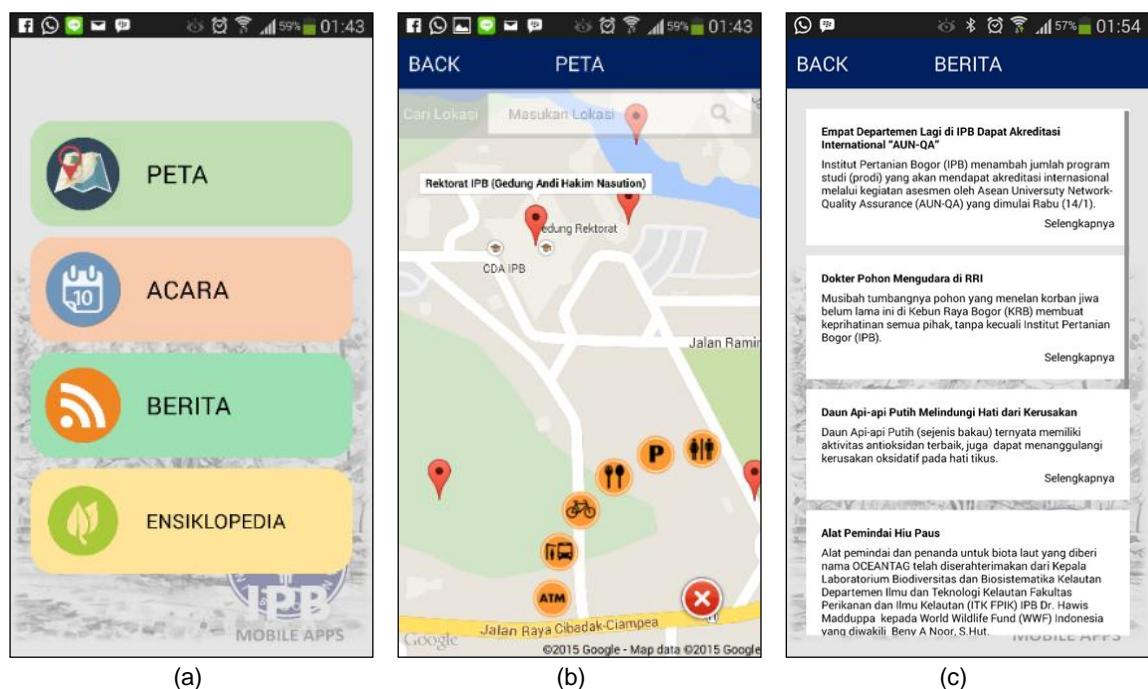 59% 01:43
PETA
ACARA
10
BERITA
ENSIKLOPEDIA
IPB
MOBILE APPS
(a)
59% 01:43
BACK PETA
Cari Lokasi Masukan Lokasi
Rektorat IPB (Gedung Andi Hakim Nasution)
edung Rektorat
CDA IPB
Jalan Ramin
P
ATM
Jalan Raya Cibadak-Ciampea
Google
©2015 Google - Map data ©2015 Google
(b)
57% 01:54
BACK BERITA
Empat Departemen Lagi di IPB Dapat Akreditasi
International "AUN-QA"
Institut Pertanian Bogor (IPB) menambah jumlah program
studi (prodi) yang akan mendapat akreditasi internasional
melalui kegiatan asesmen oleh Asean Universuty Network-
Quality Assurance (AUN-QA) yang dimulai Rabu (14/1).
Selengkapnya
Dokter Pohon Mengudara di RRI
Musibah tumbangnya pohon yang menelan korban jiwa
belum lama ini di Kebun Raya Bogor (KRB) membuat
keprihatinan semua pihak, tanpa kecuali Institut Pertanian
Bogor (IPB).
Selengkapnya
Daun Api-api Putih Melindungi Hati dari Kerusakan
Daun Api-api Putih (sejenis bakau) ternyata memiliki
aktivitas antioksidan terbaik, juga dapat menanggulangi
kerusakan oksidatif pada hati tikus.
Selengkapnya
Alat Pemindai Hiu Paus
Alat pemindai dan penanda untuk biota laut yang diberi
nama OCEANTAG telah diserahterimakan dari Kepala
Laboratorium Biodiversitas dan Biosistematika Kelautan
Departemen Ilmu dan Teknologi Kelautan Fakultas
Perikanan dan Ilmu Kelautan (ITK FPIK) IPB Dr. Hawis
Madduppa kepada World Wildlife Fund (WWF) Indonesia
yang diwakili Beny A Noor, S.Hut.
MOBILE APPS
(c)